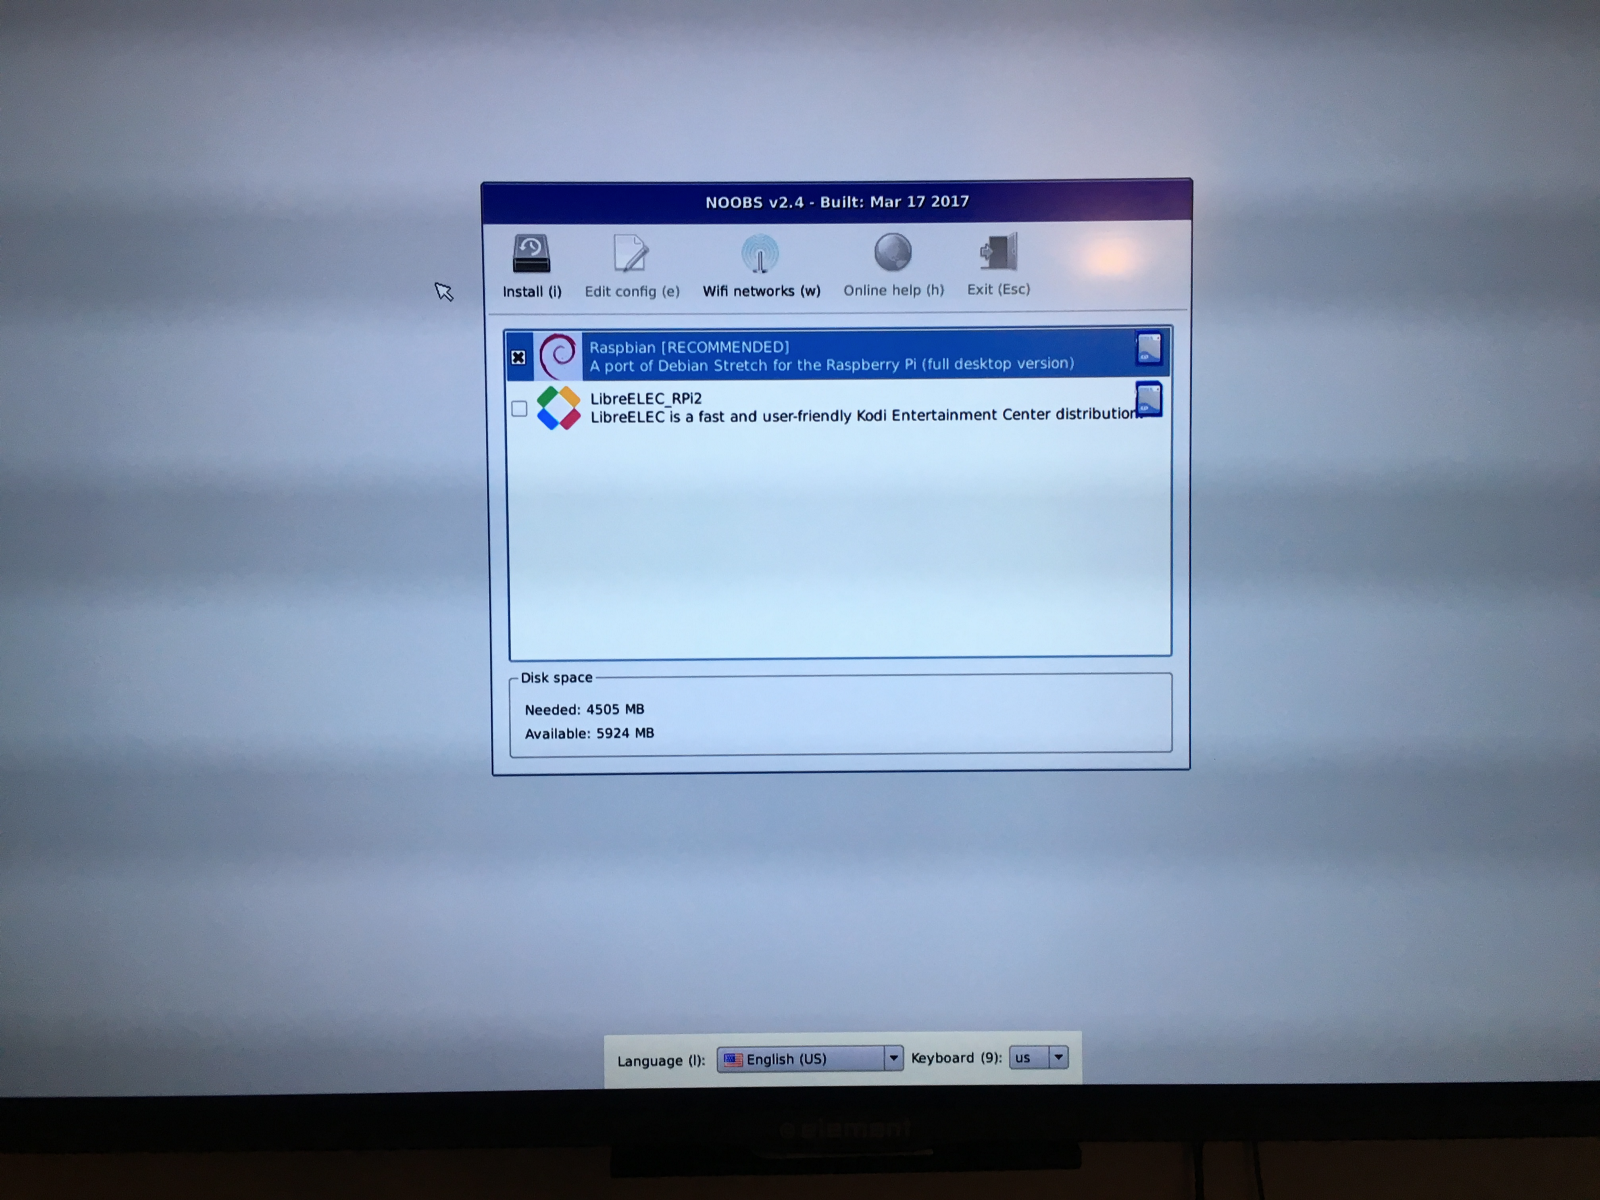 NOOBS v2.4 - Built: Mar 17 2017
Install (i) Edit config (e) Wifi networks (w) Online help (h) Exit (Esc)
Raspbian [RECOMMENDED]
A port of Debian Stretch for the Raspberry Pi (full desktop version)
LibreELEC_RPi2
LibreELEC is a fast and user-friendly Kodi Entertainment Center distribution
Disk space
Needed: 4505 MB
Available: 5924 MB
Language (l): English (US) Keyboard (9): us
element